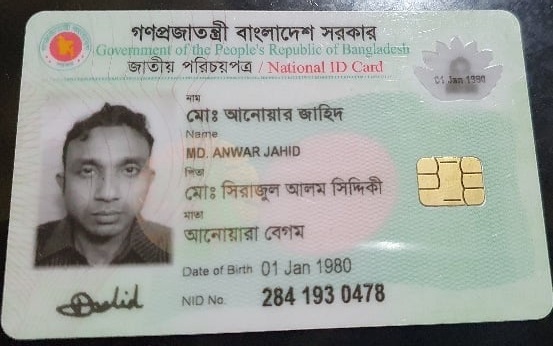 গণপ্রজাতন্ত্রী বাংলাদেশ সরকার
Government of the People's Republic of Bangladesh
জাতীয় পরিচয়পত্র / National ID Card
01 Jan 1980
নাম
মোঃ আনোয়ার জাহিদ
Name
MD. ANWAR JAHID
পিতা
মোঃ সিরাজুল আলম সিদ্দিকী
মাতা
আনোয়ারা বেগম
Date of Birth 01 Jan 1980
NID No. 284 193 0478